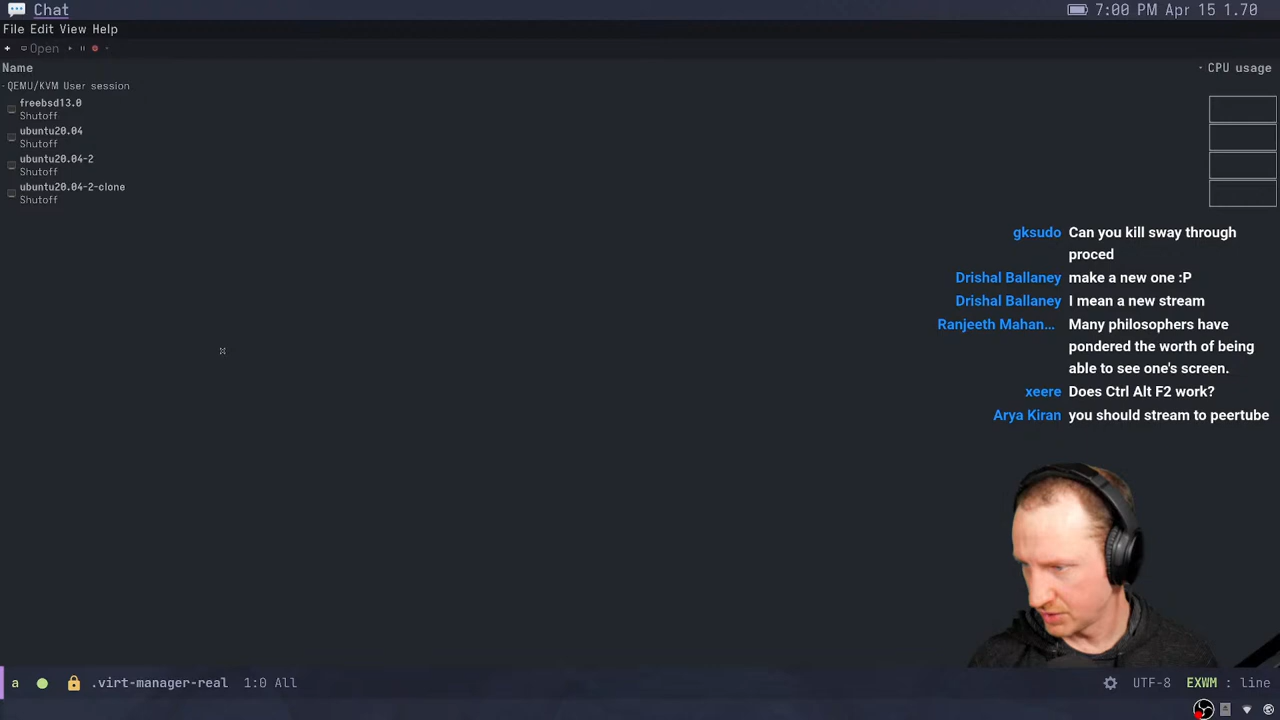 Chat
7:00 PM Apr 15 1.70
File Edit View Help
Open
Name
CPU usage
QEMU/KVM User session
freebsd13.0
Shutoff
ubuntu20.04
Shutoff
ubuntu20.04-2
Shutoff
ubuntu20.04-2-clone
Shutoff
gksudo Can you kill sway through
proced
Drishal Ballaney make a new one :P
Drishal Ballaney I mean a new stream
Ranjeeth Mahan... Many philosophers have
pondered the worth of being
able to see one's screen.
xeere Does Ctrl Alt F2 work?
Arya Kiran you should stream to peertube
a .virt-manager-real 1:0 All
UTF-8 EXWM : line